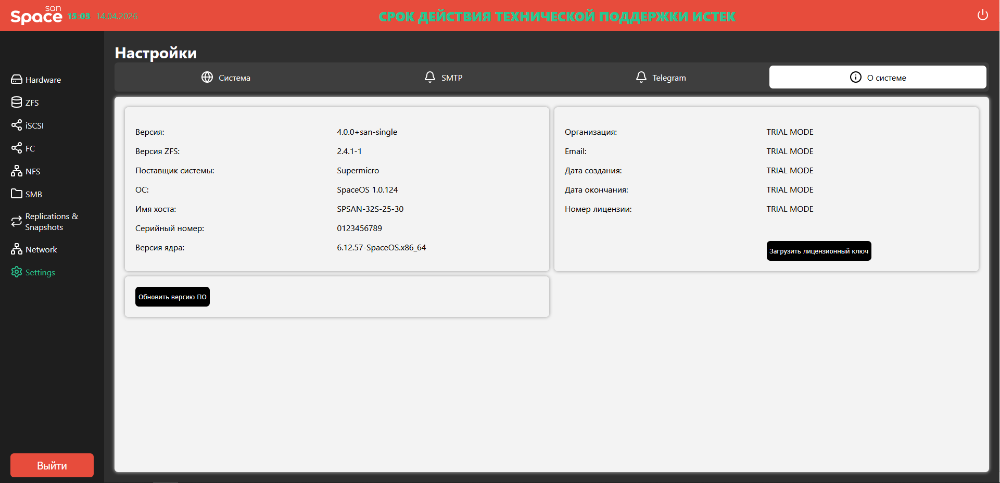 san
Space 15:03 14.04.2026
СРОК ДЕЙСТВИЯ ТЕХНИЧЕСКОЙ ПОДДЕРЖКИ ИСТЕК
Hardware
ZFS
iSCSI
FC
NFS
SMB
Replications &
Snapshots
Network
Settings
Выйти
Настройки
Система SMTP Telegram О системе
Версия: 4.0.0+san-single
Версия ZFS: 2.4.1-1
Поставщик системы: Supermicro
ОС: SpaceOS 1.0.124
Имя хоста: SPSAN-32S-25-30
Серийный номер: 0123456789
Версия ядра: 6.12.57-SpaceOS.x86_64
Организация: TRIAL MODE
Email: TRIAL MODE
Дата создания: TRIAL MODE
Дата окончания: TRIAL MODE
Номер лицензии: TRIAL MODE
Загрузить лицензионный ключ
Обновить версию ПО